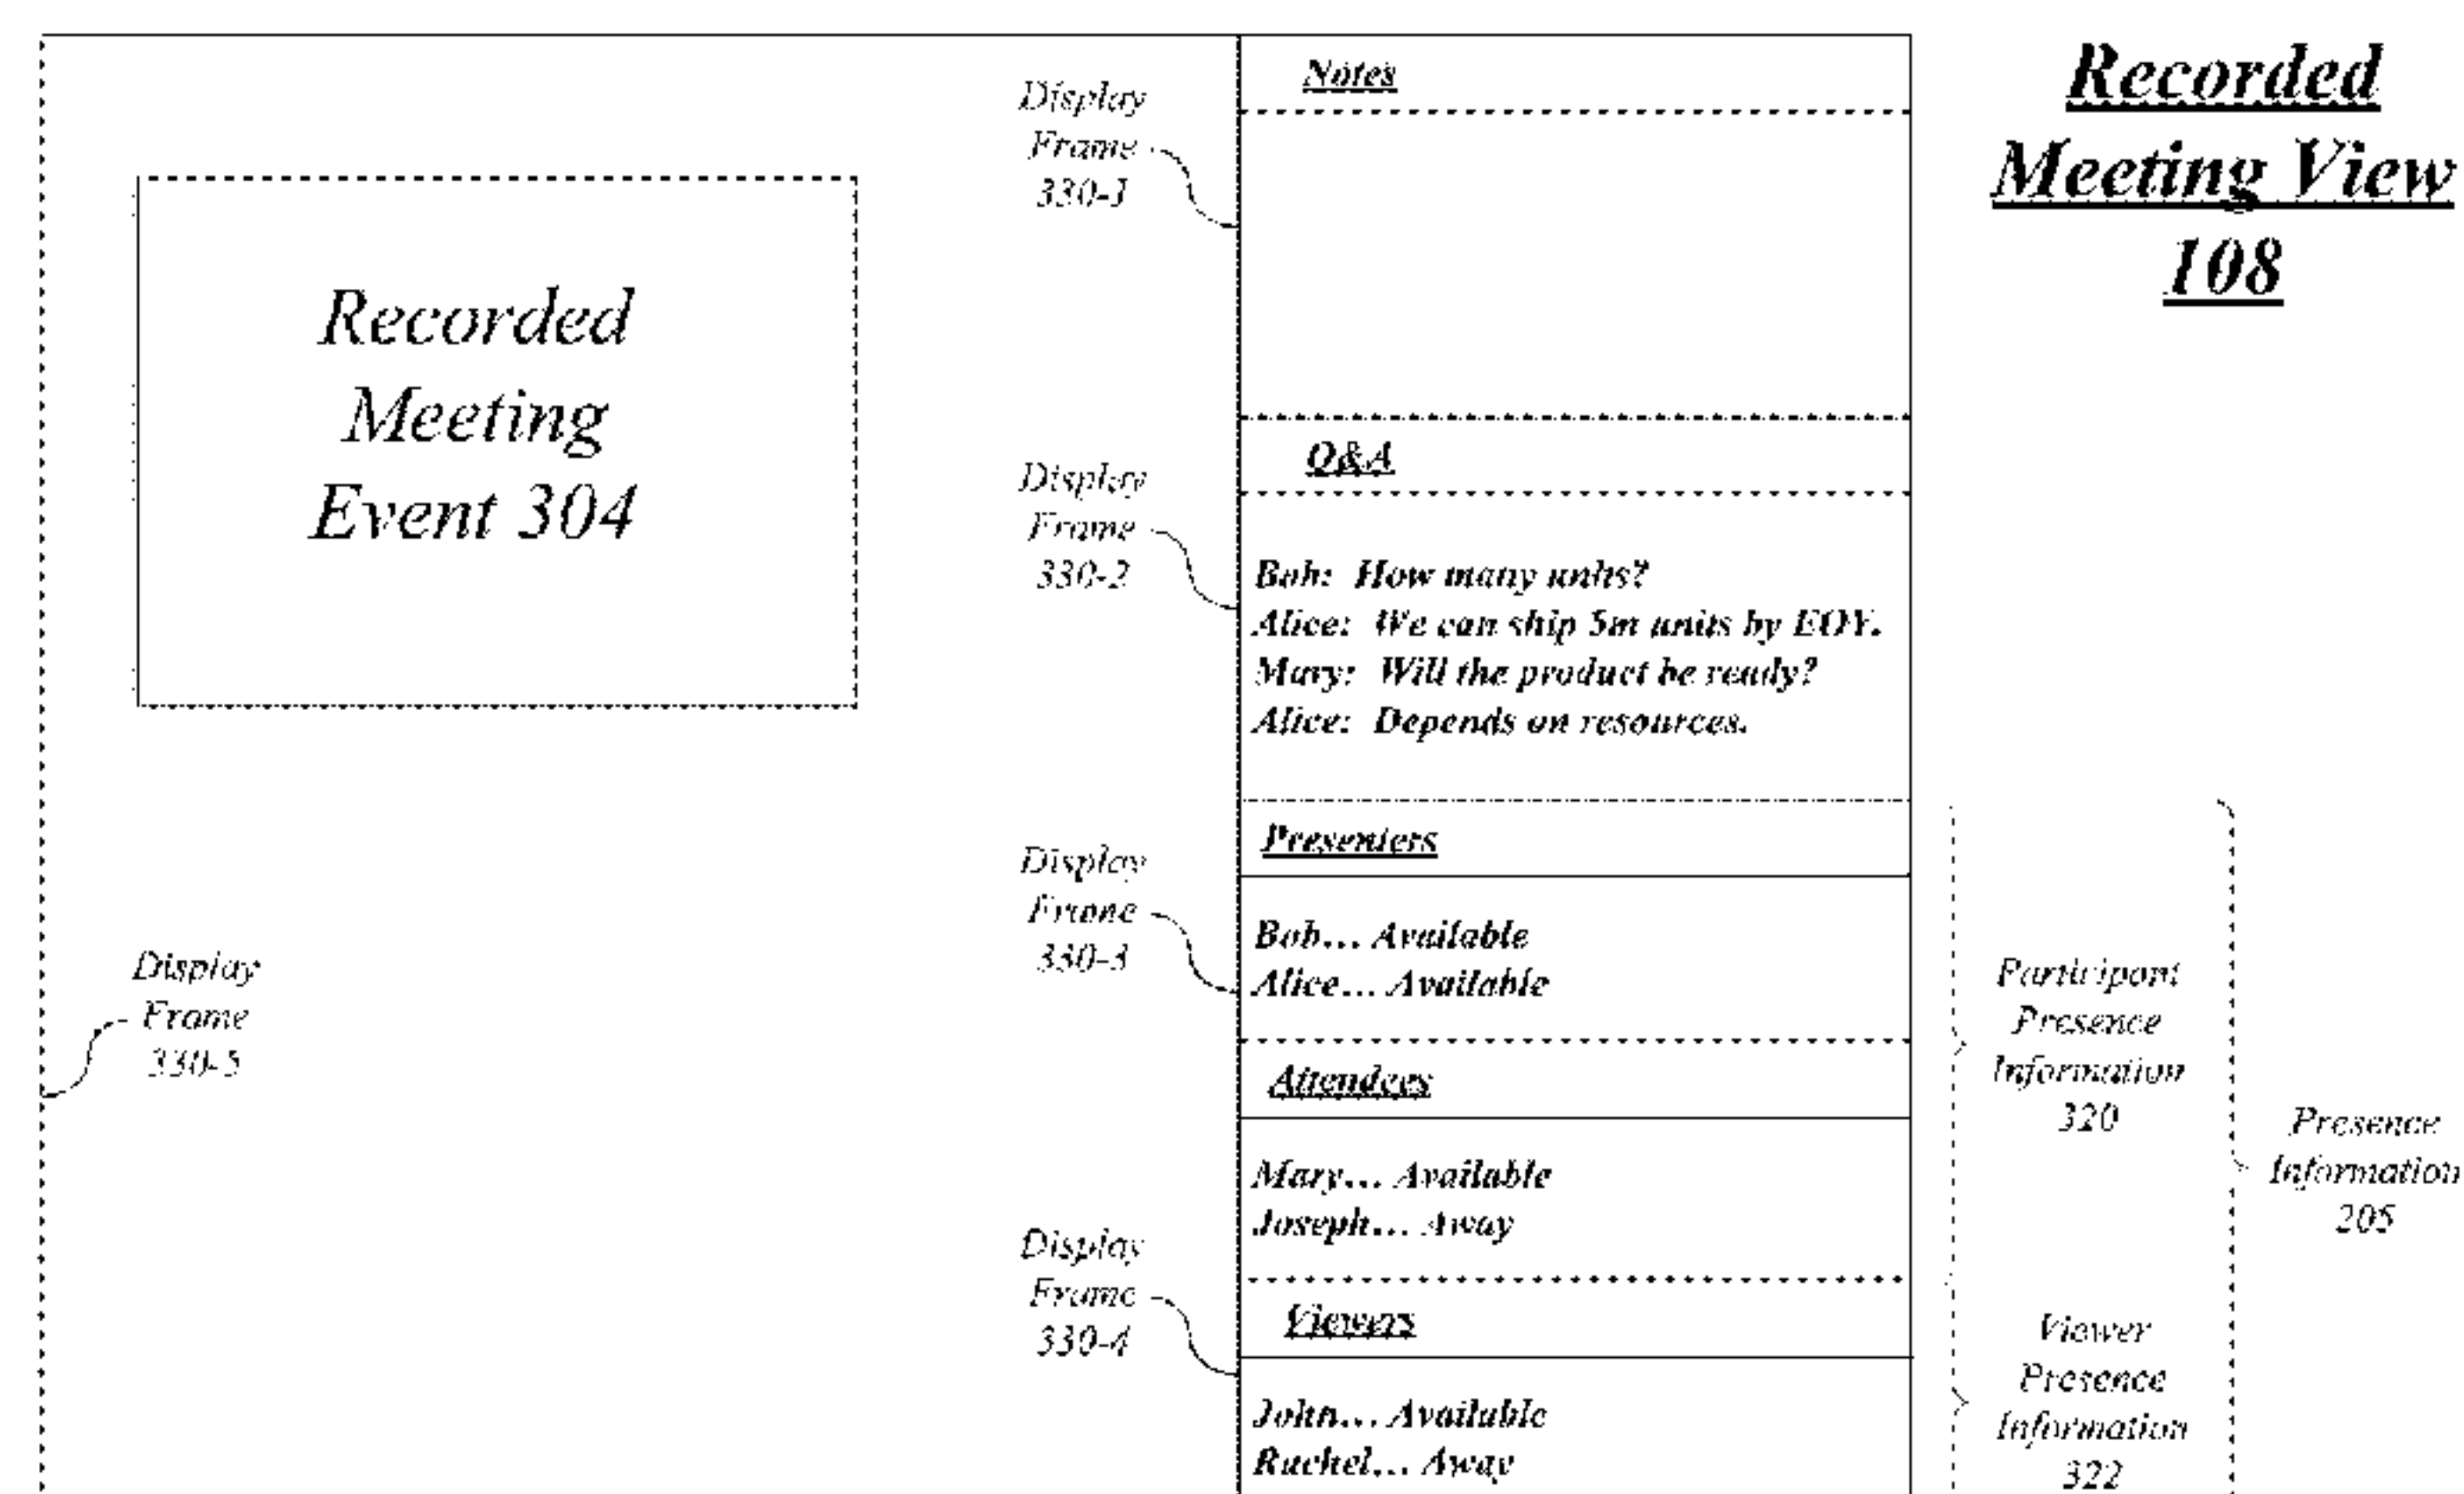 Recorded
Meeting View
108
Display
Frame
330-1
Notes
Recorded
Meeting
Event 304
Display
Frame
330-2
Q&A
Bob: How many units?
Alice: We can ship 5m units by EOY.
Mary: Will the product be ready?
Alice: Depends on resources.
Display
Frame
330-3
Presenters
Bob... Available
Alice... Available
Attendees
Mary... Available
Joseph... Away
Display
Frame
330-4
Viewers
John... Available
Rachel... Away
Display
Frame
330-5
Participant
Presence
Information
320
Viewer
Presence
Information
322
Presence
Information
205